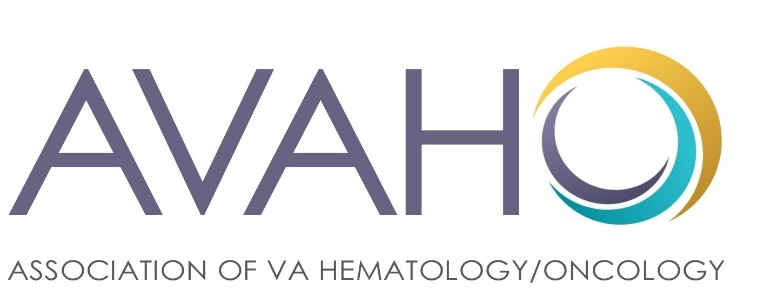 AVAHO
ASSOCIATION OF VA HEMATOLOGY/ONCOLOGY